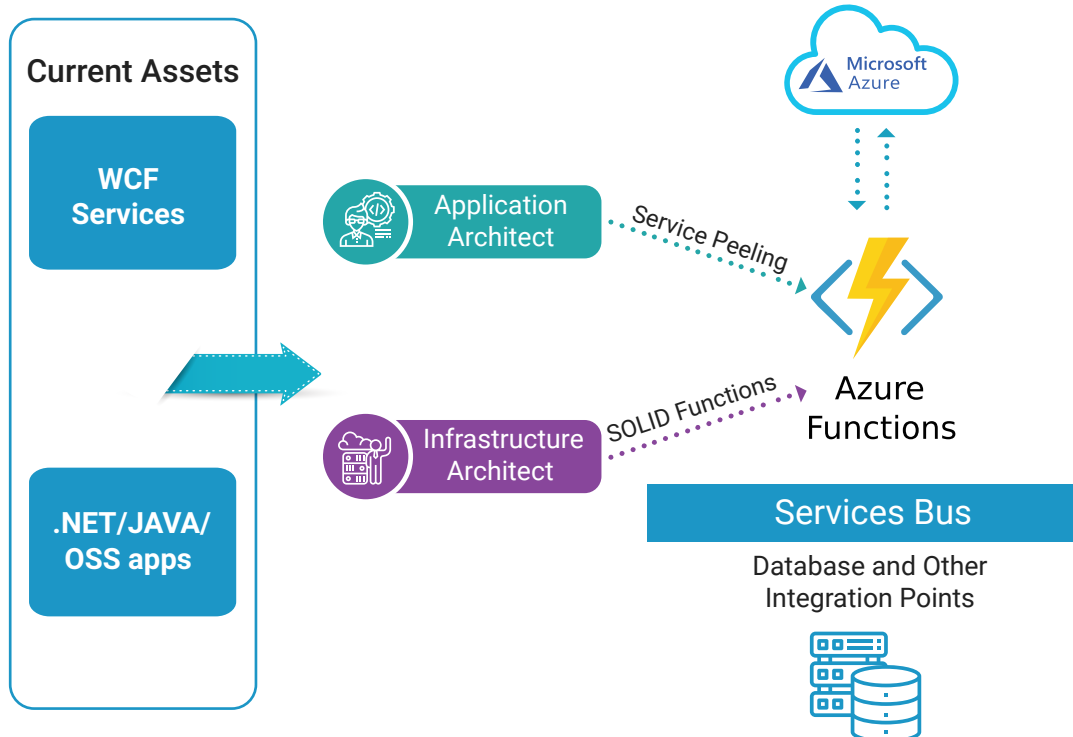 Current Assets
WCF
Services
.NET/JAVA/
OSS apps
Application
Architect
Infrastructure
Architect
Service Peeling
SOLID Functions
Microsoft
Azure
</>
Azure
Functions
Services Bus
Database and Other
Integration Points